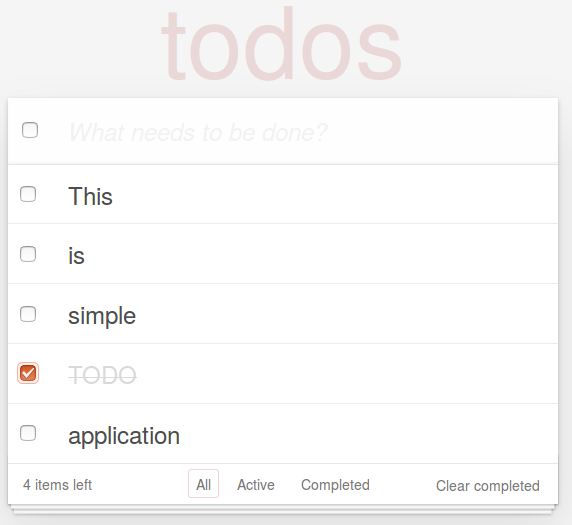 todos
What needs to be done?
This
is
simple
TODO
application
4 items left All Active Completed Clear completed